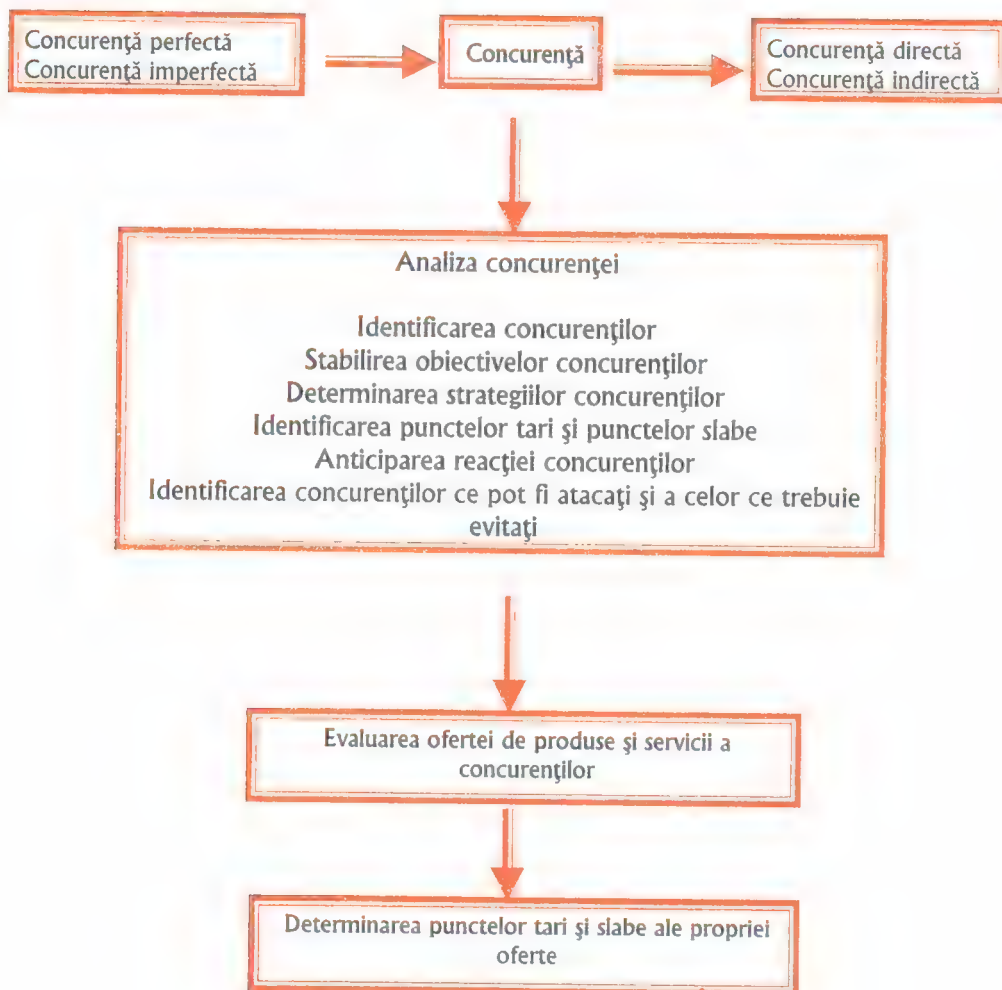 Concurenţă perfectă
Concurenţă imperfectă
Concurenţă
Concurenţă directă
Concurenţă indirectă
Analiza concurenţei
Identificarea concurenţilor
Stabilirea obiectivelor concurenţilor
Determinarea strategiilor concurenţilor
Identificarea punctelor tari şi punctelor slabe
Anticiparea reacţiei concurenţilor
Identificarea concurenţilor ce pot fi atacaţi şi a celor ce trebuie
evitaţi
Evaluarea ofertei de produse şi servicii a
concurenţilor
Determinarea punctelor tari şi slabe ale propriei
oferte